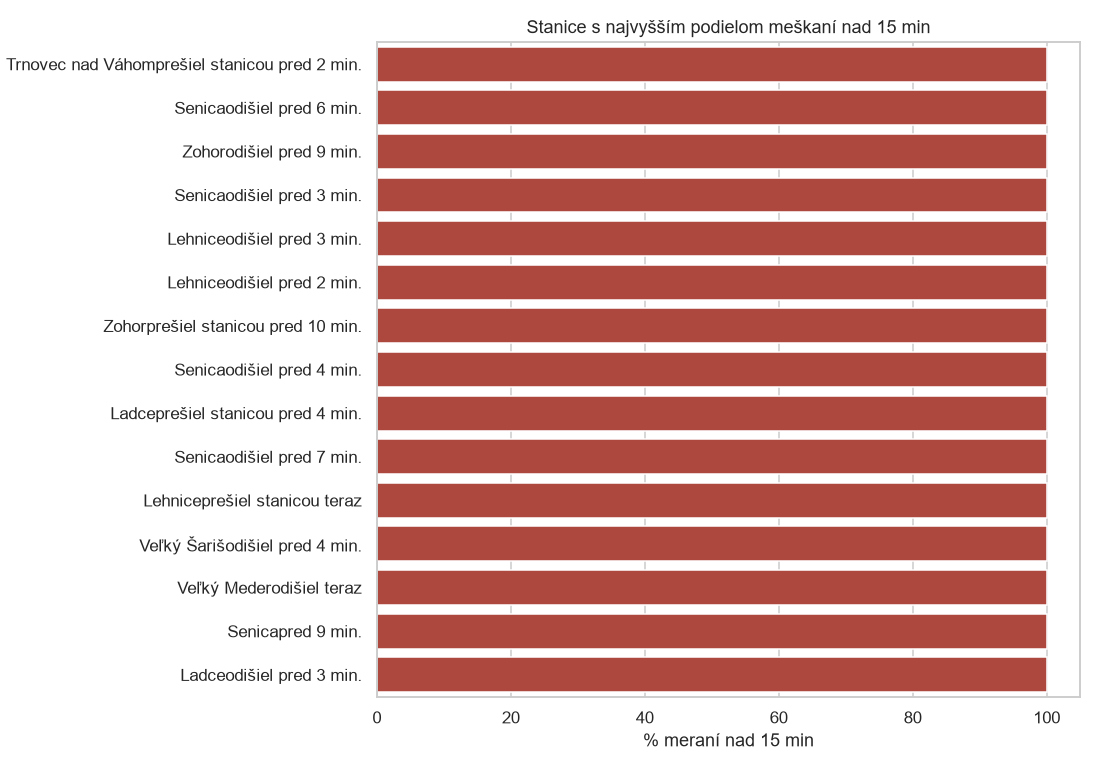 Stanice s najvyšším podielom meškaní nad 15 min
Trnovec nad Váhomprešiel stanicou pred 2 min.
Senicaodišiel pred 6 min.
Zohorodišiel pred 9 min.
Senicaodišiel pred 3 min.
Lehniceodišiel pred 3 min.
Lehniceodišiel pred 2 min.
Zohorprešiel stanicou pred 10 min.
Senicaodišiel pred 4 min.
Ladceprešiel stanicou pred 4 min.
Senicaodišiel pred 7 min.
Lehniceprešiel stanicou teraz
Veľký Šarišodišiel pred 4 min.
Veľký Mederodišiel teraz
Senicapred 9 min.
Ladceodišiel pred 3 min.
0 20 40 60 80 100
% meraní nad 15 min